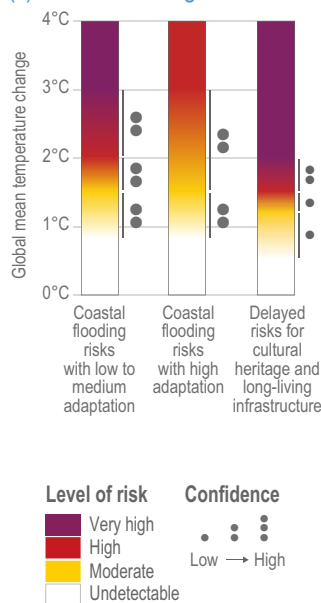 4°C
3°C
2°C
1°C
0°C
Global mean temperature change
Coastal
flooding
risks
with low to
medium
adaptation
Coastal
flooding
risks
with high
adaptation
Delayed
risks for
cultural
heritage and
long-living
infrastructure
Level of risk
Very high
High
Moderate
Undetectable
Confidence
Low → High